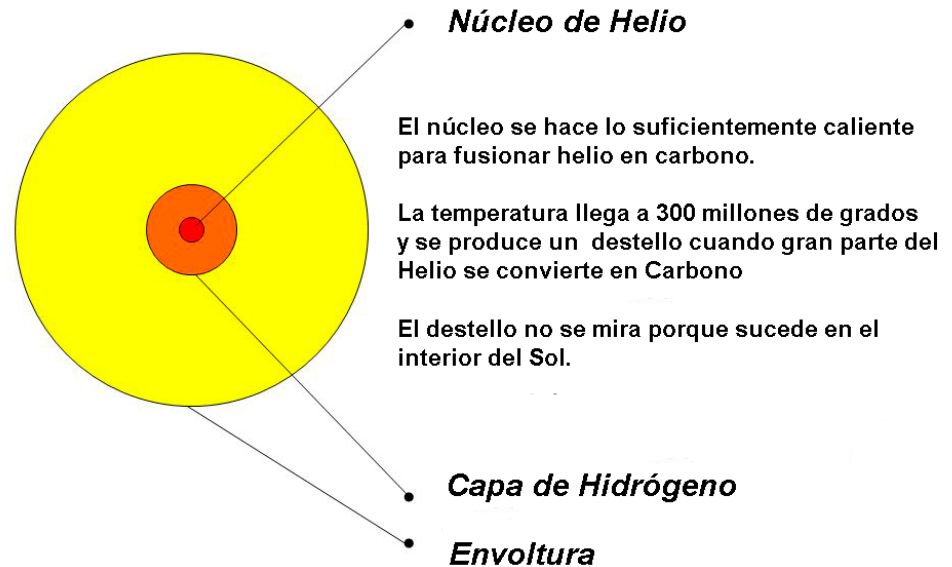 Núcleo de Helio
El núcleo se hace lo suficientemente caliente
para fusionar helio en carbono.
La temperatura llega a 300 millones de grados
y se produce un destello cuando gran parte del
Helio se convierte en Carbono
El destello no se mira porque sucede en el
interior del Sol.
Capa de Hidrógeno
Envoltura